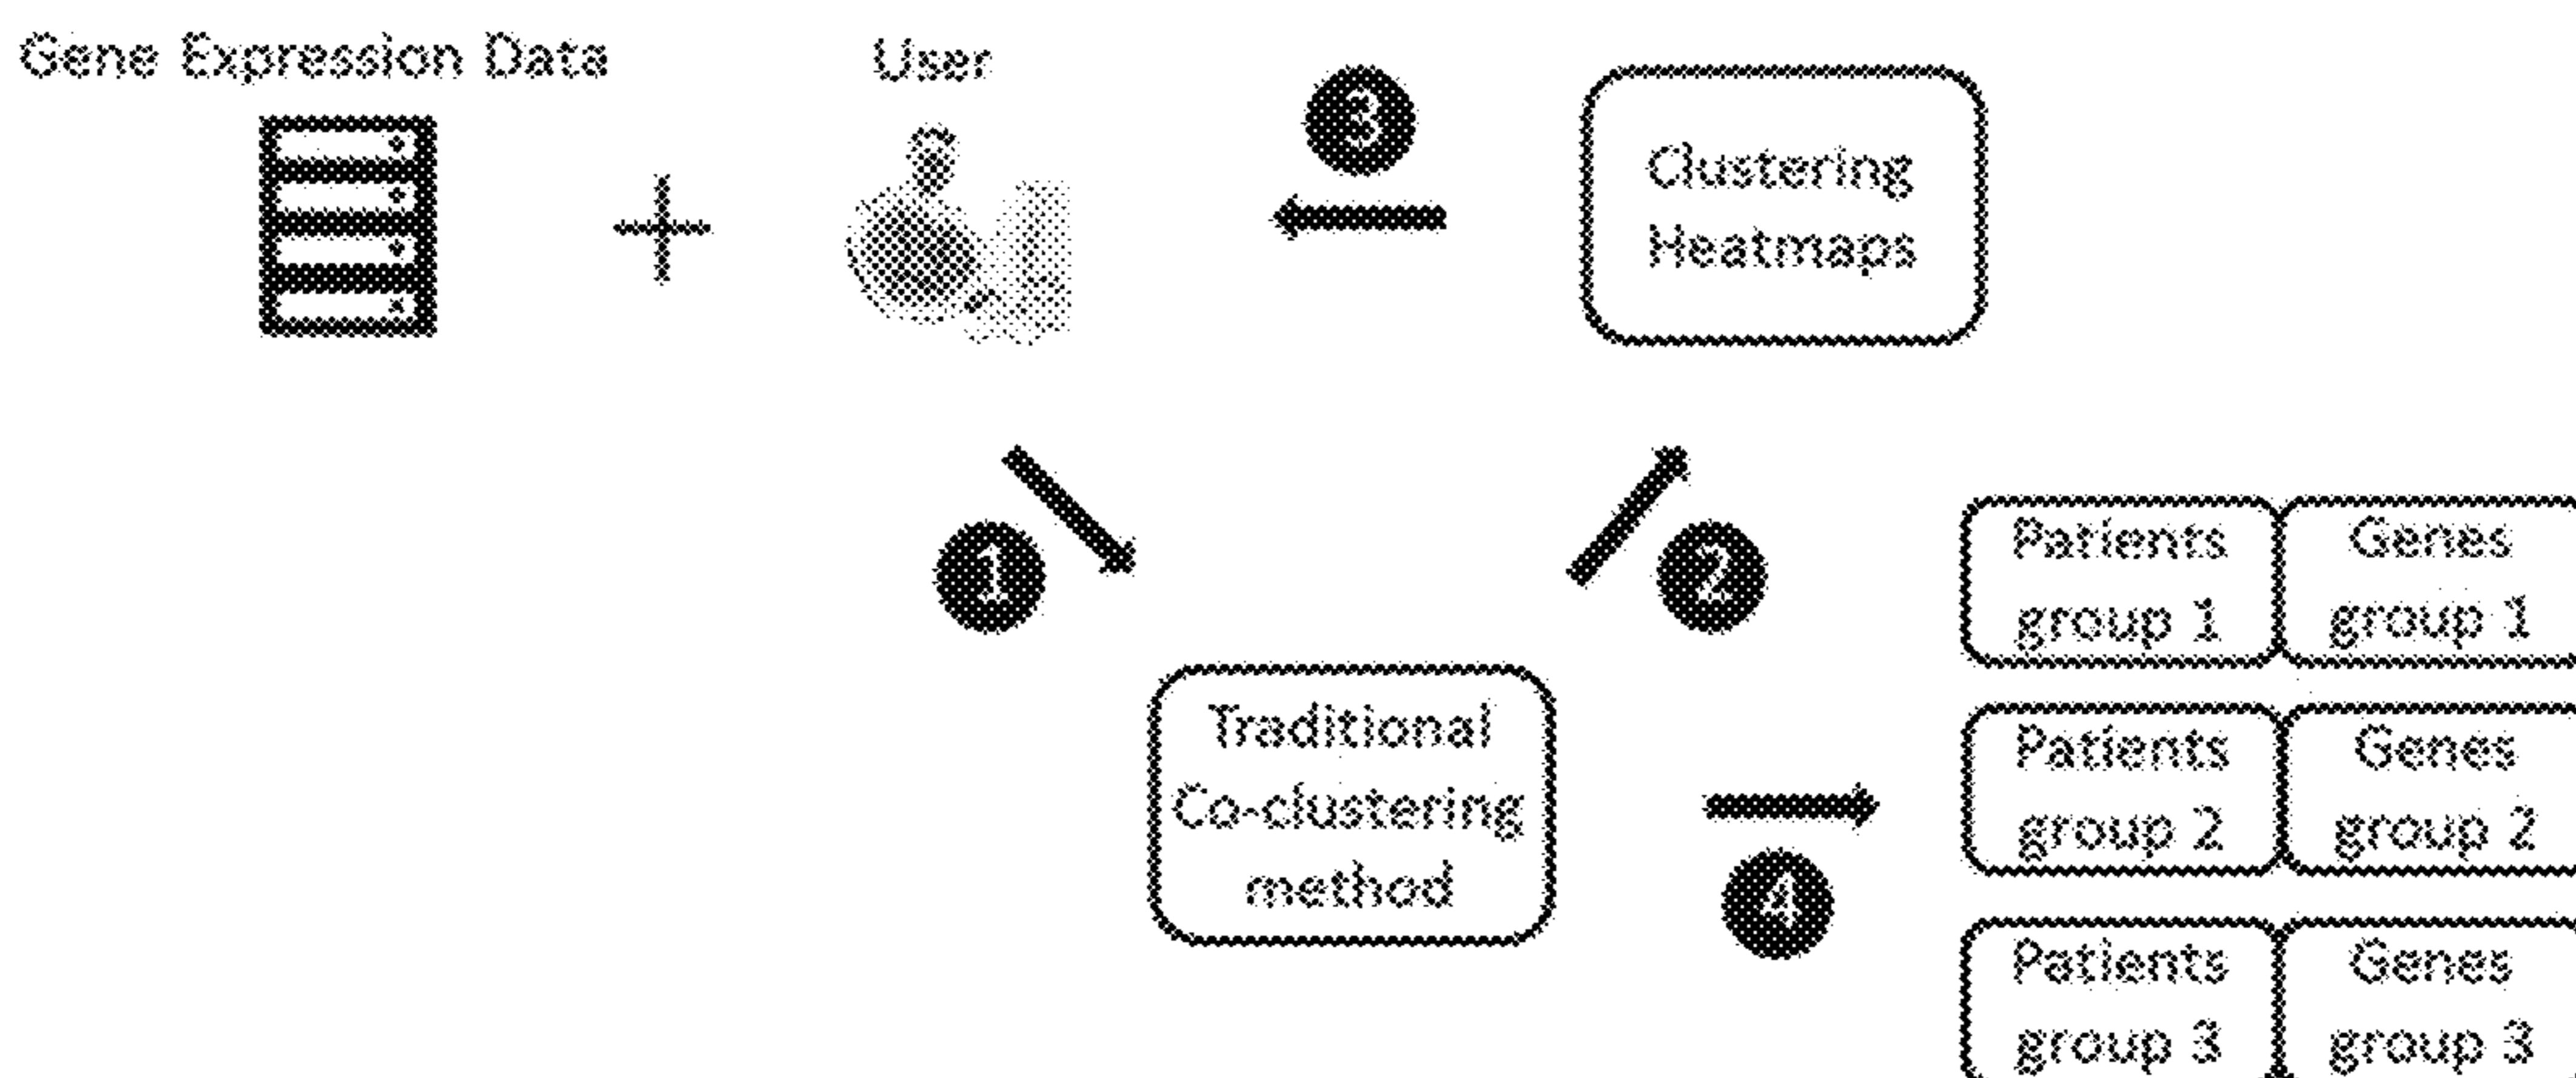 Gene Expression Data
User
3
Clustering
Heatmaps
1
2
Patients
group 1
Genes
group 1
Traditional
Co-clustering
method
4
Patients
group 2
Genes
group 2
Patients
group 3
Genes
group 3